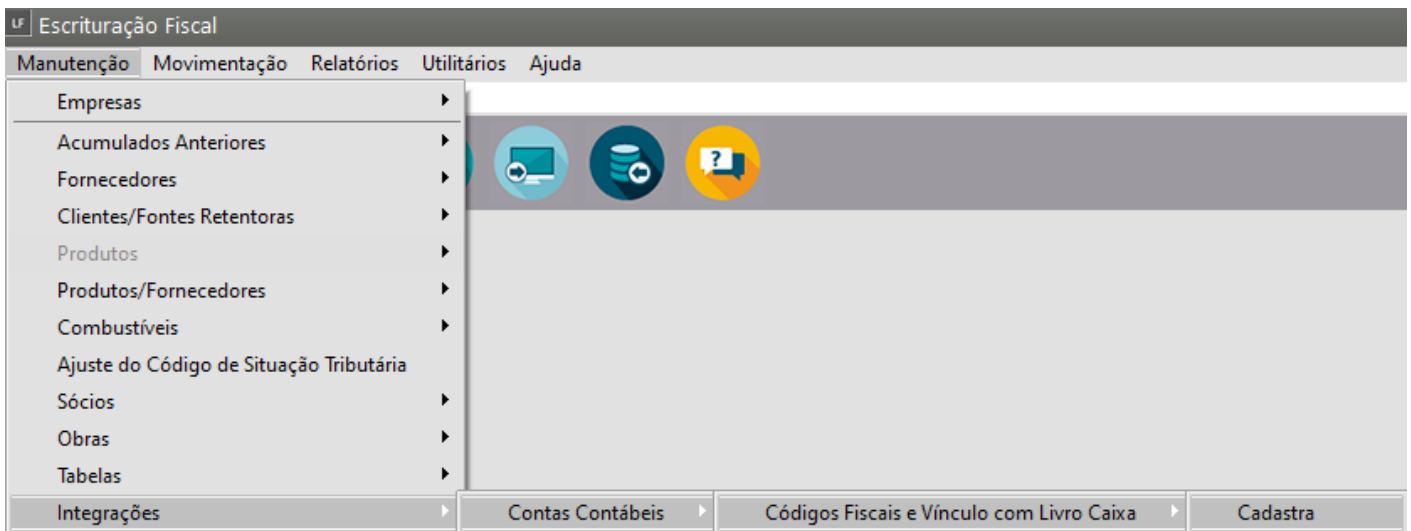 LF Escrituração Fiscal
Manutenção Movimentação Relatórios Utilitários Ajuda
Empresas
Acumulados Anteriores
Fornecedores
Clientes/Fontes Retentoras
Produtos
Produtos/Fornecedores
Combustíveis
Ajuste do Código de Situação Tributária
Sócios
Obras
Tabelas
Integrações Contas Contábeis Códigos Fiscais e Vínculo com Livro Caixa Cadastra
?